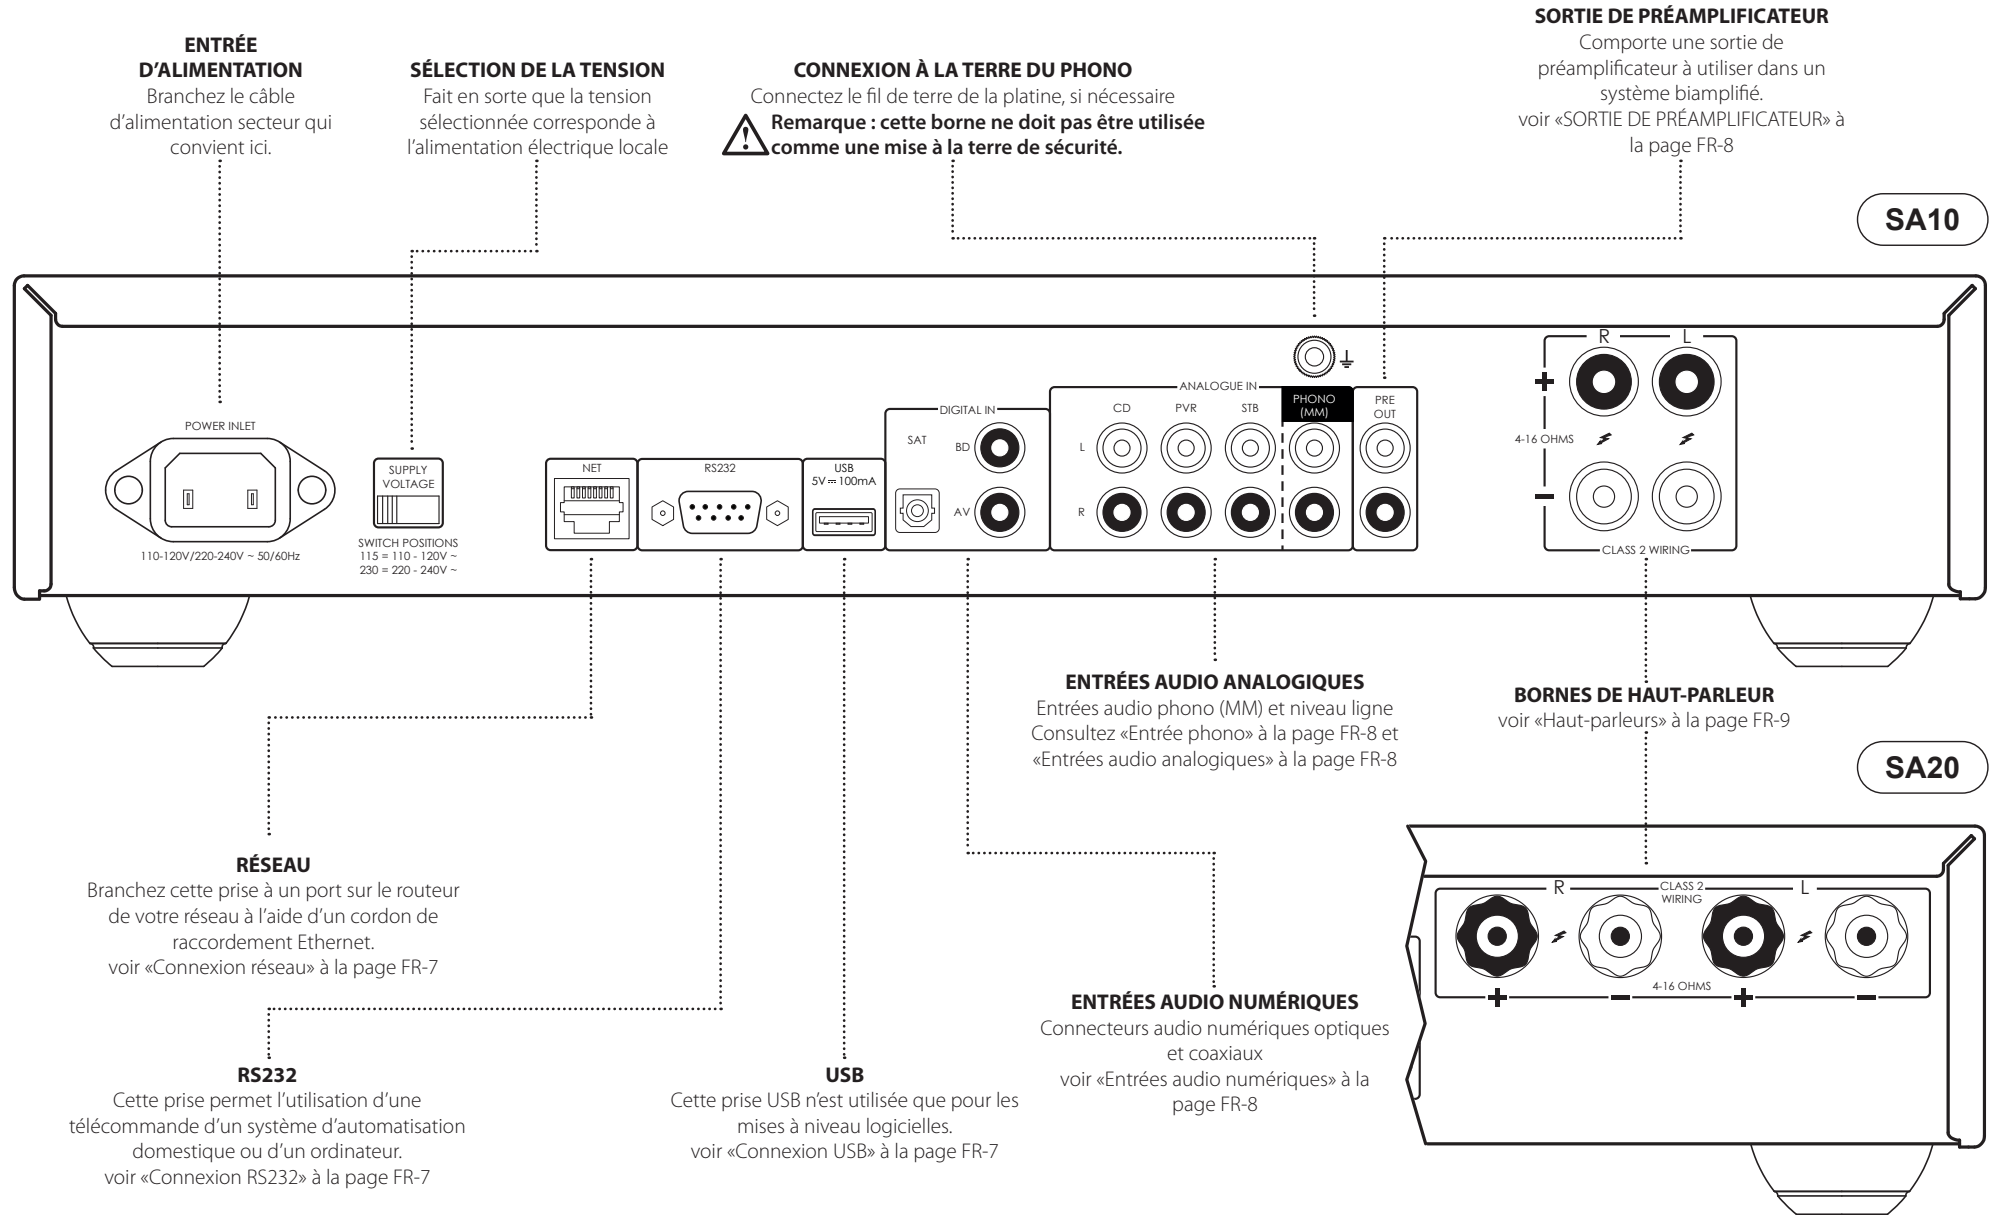 ENTRÉE
D’ALIMENTATION
Branchez le câble
d’alimentation secteur qui
convient ici.
SÉLECTION DE LA TENSION
Fait en sorte que la tension
sélectionnée corresponde à
l’alimentation électrique locale
CONNEXION À LA TERRE DU PHONO
Connectez le fil de terre de la platine, si nécessaire
Remarque : cette borne ne doit pas être utilisée
comme une mise à la terre de sécurité.
SORTIE DE PRÉAMPLIFICATEUR
Comporte une sortie de
préamplificateur à utiliser dans un
système biamplifié.
voir «SORTIE DE PRÉAMPLIFICATEUR» à
la page FR-8
SA10
POWER INLET
110-120V/220-240V ~ 50/60Hz
SUPPLY
VOLTAGE
SWITCH POSITIONS
115 = 110 - 120V ~
230 = 220 - 240V ~
NET
RS232
USB
5V ⎓ 100mA
DIGITAL IN
SAT
BD
AV
ANALOGUE IN
CD
PVR
STB
PHONO
(MM)
L
R
PRE
OUT
R
L
+
4-16 OHMS
−
CLASS 2 WIRING
ENTRÉES AUDIO ANALOGIQUES
Entrées audio phono (MM) et niveau ligne
Consultez «Entrée phono» à la page FR-8 et
«Entrées audio analogiques» à la page FR-8
BORNES DE HAUT-PARLEUR
voir «Haut-parleurs» à la page FR-9
SA20
R
CLASS 2
WIRING
L
4-16 OHMS
+
−
+
−
RÉSEAU
Branchez cette prise à un port sur le routeur
de votre réseau à l’aide d’un cordon de
raccordement Ethernet.
voir «Connexion réseau» à la page FR-7
RS232
Cette prise permet l’utilisation d’une
télécommande d’un système d’automatisation
domestique ou d’un ordinateur.
voir «Connexion RS232» à la page FR-7
USB
Cette prise USB n’est utilisée que pour les
mises à niveau logicielles.
voir «Connexion USB» à la page FR-7
ENTRÉES AUDIO NUMÉRIQUES
Connecteurs audio numériques optiques
et coaxiaux
voir «Entrées audio numériques» à la
page FR-8